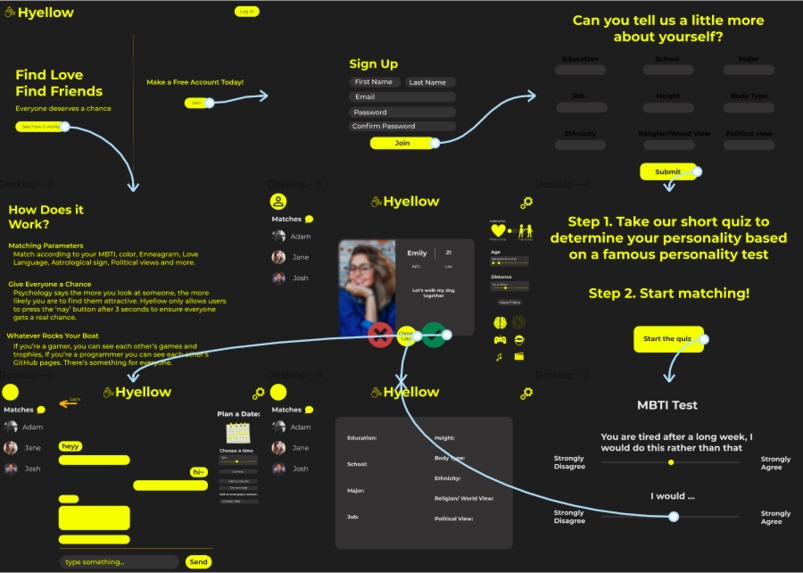 Hyellow
Log In
Find Love
Find Friends
Everyone deserves a chance
See how it works
Make a Free Account Today!
Join
Sign Up
First Name
Last Name
Email
Password
Confirm Password
Join
Can you tell us a little more
about yourself?
Education
School
Major
Job
Height
Body Type
Ethnicity
Religion/World View
Political view
Submit
How Does it
Work?
Matching Parameters
Match according to your MBTI, color, Enneagram, Love
Language, Astrological sign, Political views and more.
Give Everyone a Chance
Psychology says the more you look at someone, the more
likely you are to find them attractive. Hyellow only allows users
to press the 'nay' button after 3 seconds to ensure everyone
gets a real chance.
Whatever Rocks Your Boat
If you're a gamer, you can see each other's games and
trophies, If you're a programmer you can see each other's
GitHub pages. There's something for everyone.
Desktop - 5
Hyellow
Matches
Adam
Jane
Josh
Emily
21
INTJ
Leo
Let's walk my dog
together
Age
Distance
Desktop - 4
Step 1. Take our short quiz to
determine your personality based
on a famous personality test
Step 2. Start matching!
Start the quiz
Desktop - 6
Hyellow
Matches
Adam
Jane
Josh
heyy
hi~
type something...
Send
Plan a Date:
Choose a time
Desktop - 8
Hyellow
Matches
Adam
Jane
Josh
Education:
School:
Major:
Job:
Height:
Body Type:
Ethnicity:
Religion/ World View:
Political View:
Desktop - 7
MBTI Test
You are tired after a long week, I
would do this rather than that
Strongly
Disagree
Strongly
Agree
I would ...
Strongly
Disagree
Strongly
Agree